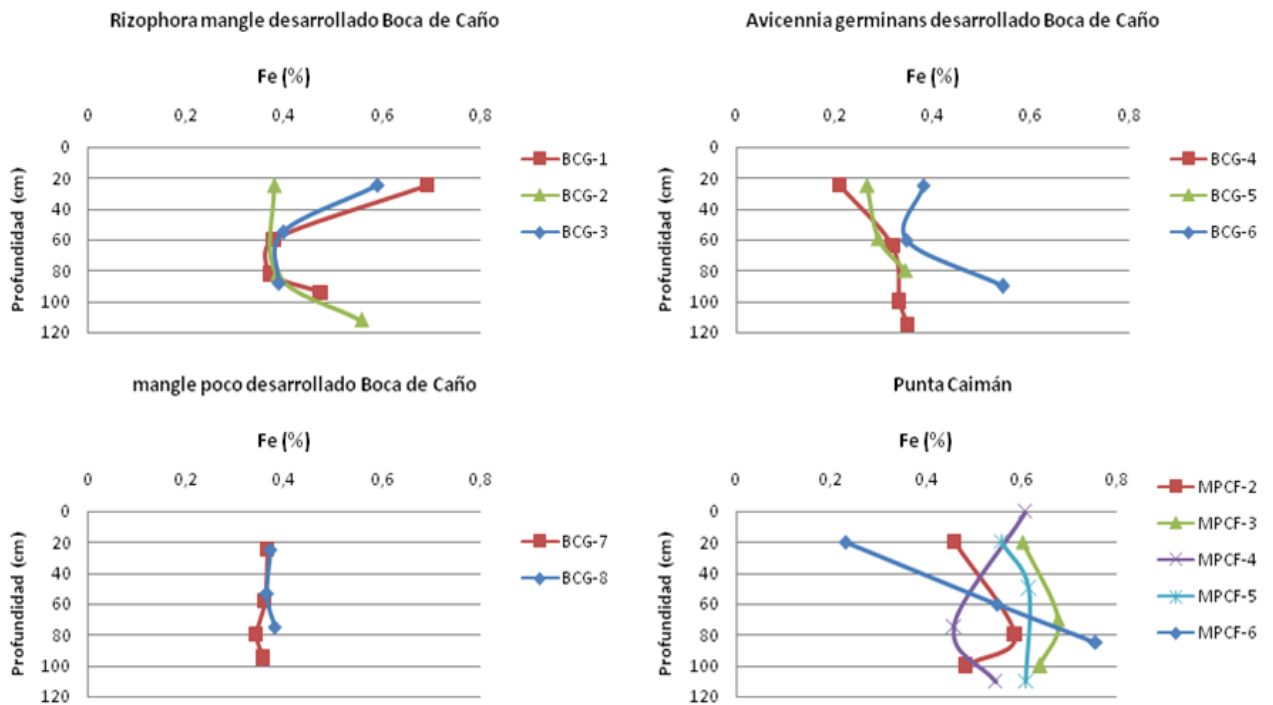 Rizophora mangle desarrollado Boca de Caño
Fe (%)
0 0,2 0,4 0,6 0,8
Profundidad (cm)
0
20
40
60
80
100
120
BCG-1
BCG-2
BCG-3
Avicennia germinans desarrollado Boca de Caño
Fe (%)
0 0,2 0,4 0,6 0,8
Profundidad (cm)
0
20
40
60
80
100
120
BCG-4
BCG-5
BCG-6
mangle poco desarrollado Boca de Caño
Fe (%)
0 0,2 0,4 0,6 0,8
Profundidad (cm)
0
20
40
60
80
100
120
BCG-7
BCG-8
Punta Caimán
Fe (%)
0 0,2 0,4 0,6 0,8
Profundidad (cm)
0
20
40
60
80
100
120
MPCF-2
MPCF-3
MPCF-4
MPCF-5
MPCF-6